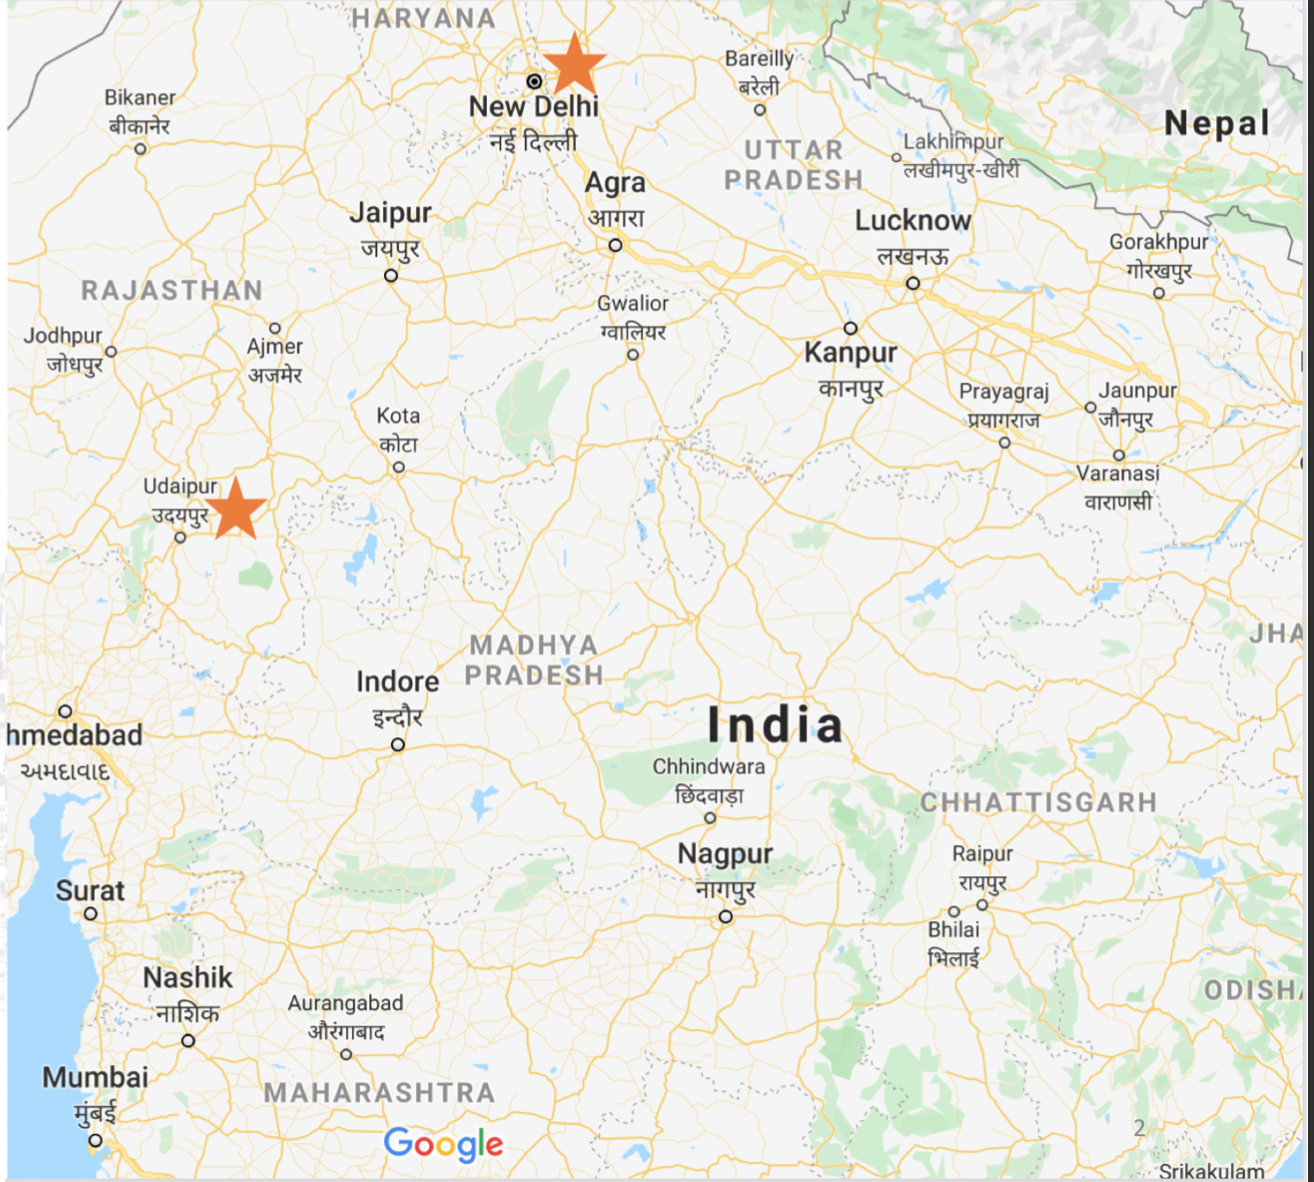 HARYANA
Bareilly
बरेली
Bikaner
बीकानेर
New Delhi
नई दिल्ली
Nepal
UTTAR
PRADESH
Lakhimpur
लखीमपुर-खीरी
Agra
आगरा
Jaipur
जयपुर
Lucknow
लखनऊ
Gorakhpur
गोरखपुर
RAJASTHAN
Gwalior
ग्वालियर
Jodhpur
जोधपुर
Ajmer
अजमेर
Kanpur
कानपुर
Prayagraj
प्रयागराज
Jaunpur
जौनपुर
Kota
कोटा
Varanasi
वाराणसी
Udaipur
उदयपुर
MADHYA
PRADESH
JHA
Indore
इन्दौर
India
hmedabad
અમદાવાદ
Chhindwara
छिंदवाड़ा
CHHATTISGARH
Nagpur
नागपुर
Raipur
रायपुर
Surat
Bhilai
भिलाई
Nashik
नाशिक
Aurangabad
औरंगाबाद
ODISHA
Mumbai
मुंबई
MAHARASHTRA
Google
2
Srikakulam